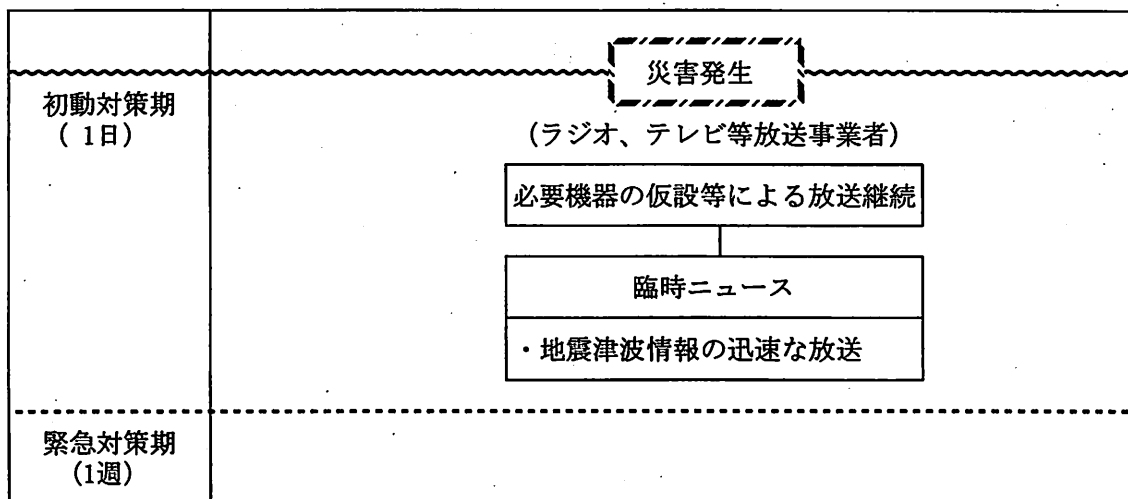 災害発生
初動対策期
( 1日)
(ラジオ、テレビ等放送事業者)
必要機器の仮設等による放送継続
臨時ニュース
・地震津波情報の迅速な放送
緊急対策期
(1週)